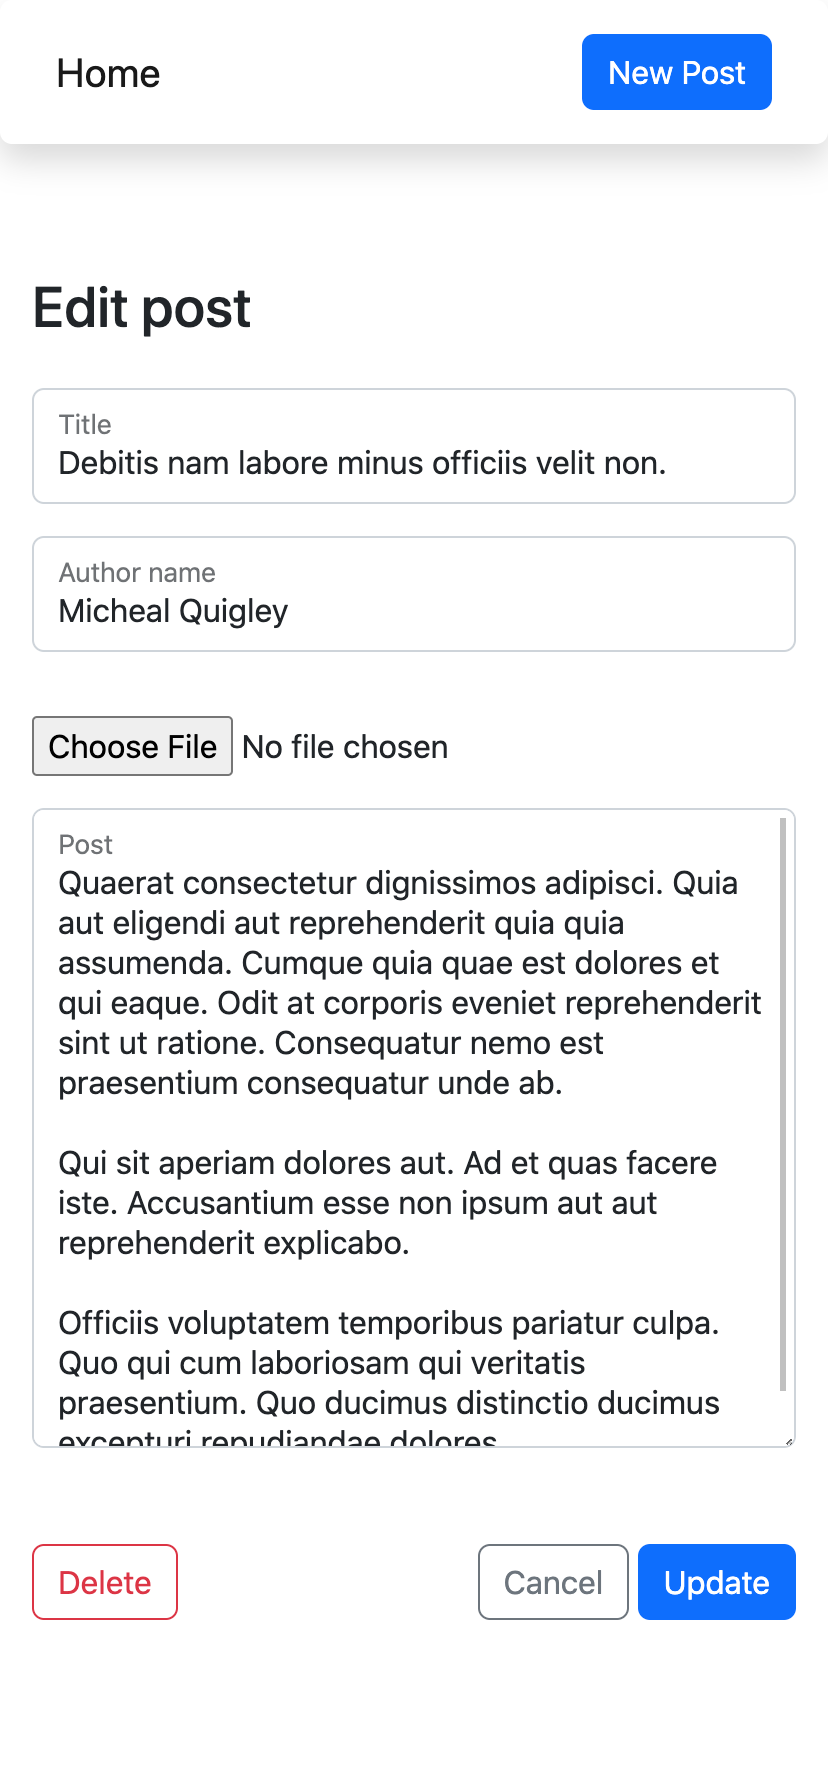 Home
New Post
Edit post
Title
Debitis nam labore minus officiis velit non.
Author name
Micheal Quigley
Choose File No file chosen
Post
Quaerat consectetur dignissimos adipisci. Quia
aut eligendi aut reprehenderit quia quia
assumenda. Cumque quia quae est dolores et
qui eaque. Odit at corporis eveniet reprehenderit
sint ut ratione. Consequatur nemo est
praesentium consequatur unde ab.
Qui sit aperiam dolores aut. Ad et quas facere
iste. Accusantium esse non ipsum aut aut
reprehenderit explicabo.
Officiis voluptatem temporibus pariatur culpa.
Quo qui cum laboriosam qui veritatis
praesentium. Quo ducimus distinctio ducimus
excepturi repudiandae dolores
Delete
Cancel
Update